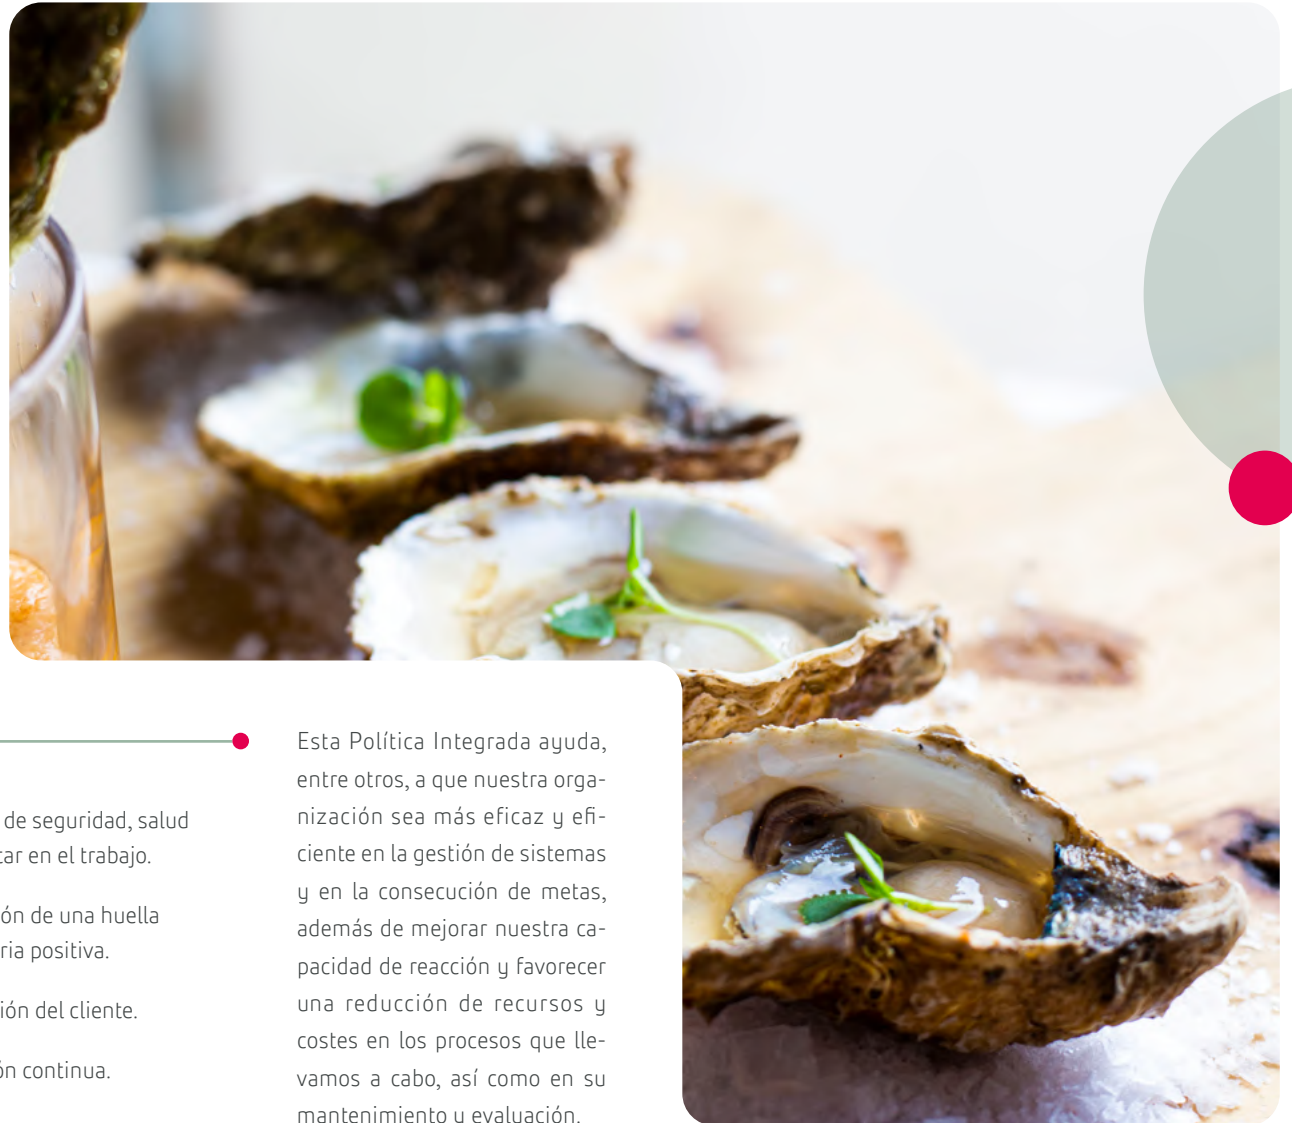 de seguridad, salud
tar en el trabajo.
ón de una huella
ria positiva.
ión del cliente.
ón continua.
Esta Política Integrada ayuda,
entre otros, a que nuestra orga-
nización sea más eficaz y efi-
ciente en la gestión de sistemas
y en la consecución de metas,
además de mejorar nuestra ca-
pacidad de reacción y favorecer
una reducción de recursos y
costes en los procesos que lle-
vamos a cabo, así como en su
mantenimiento y evaluación.